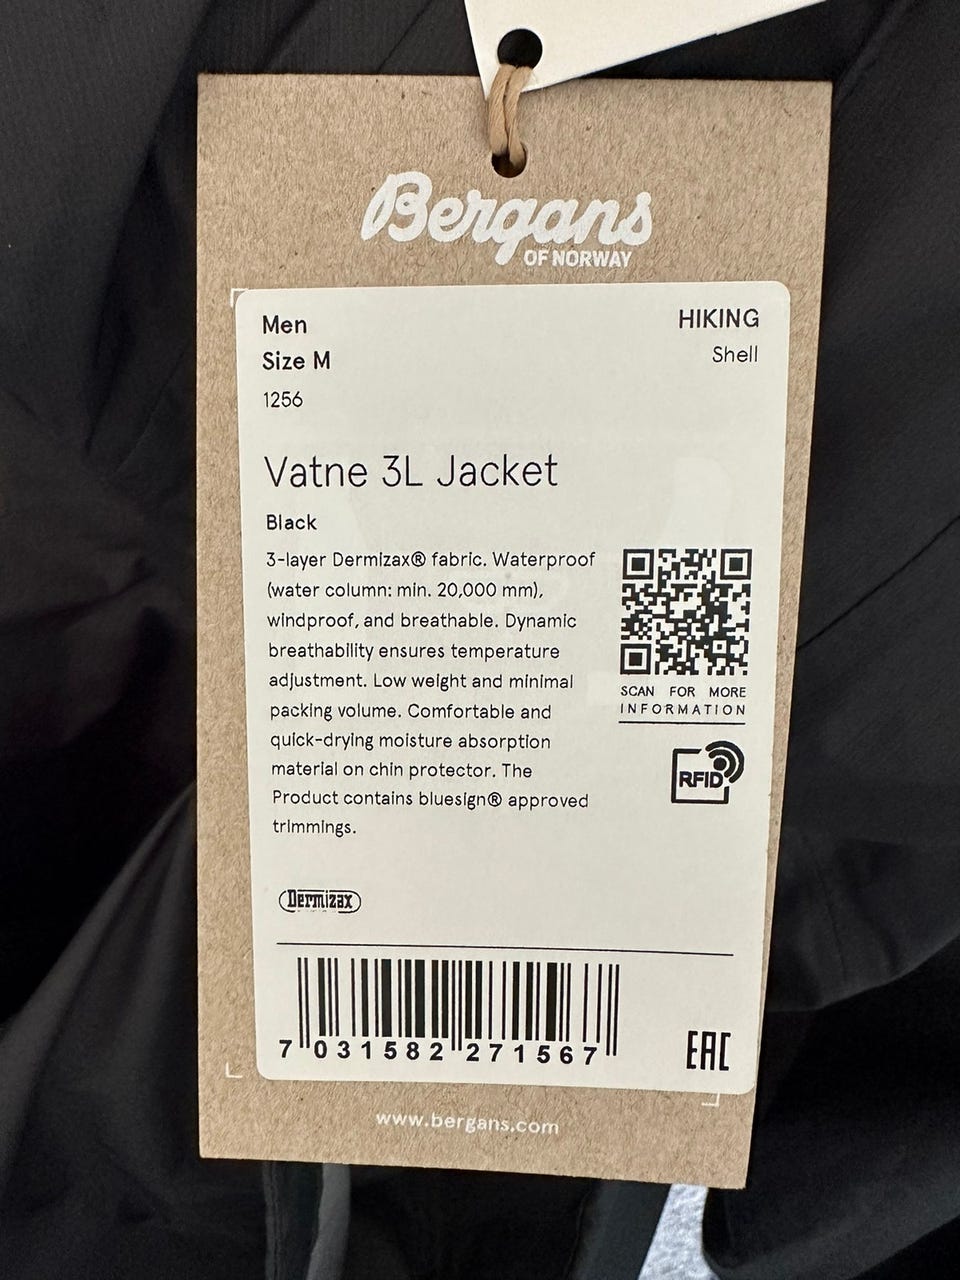 Bergans
OF NORWAY
Men
HIKING
Size M
Shell
1256
Vatne 3L Jacket
Black
3-layer Dermizax® fabric. Waterproof
(water column: min. 20,000 mm),
windproof, and breathable. Dynamic
breathability ensures temperature
adjustment. Low weight and minimal
packing volume. Comfortable and
quick-drying moisture absorption
material on chin protector. The
Product contains bluesign® approved
trimmings.
SCAN FOR MORE
INFORMATION
RFID
Dermizax
7 031582 271567
EAC
www.bergans.com